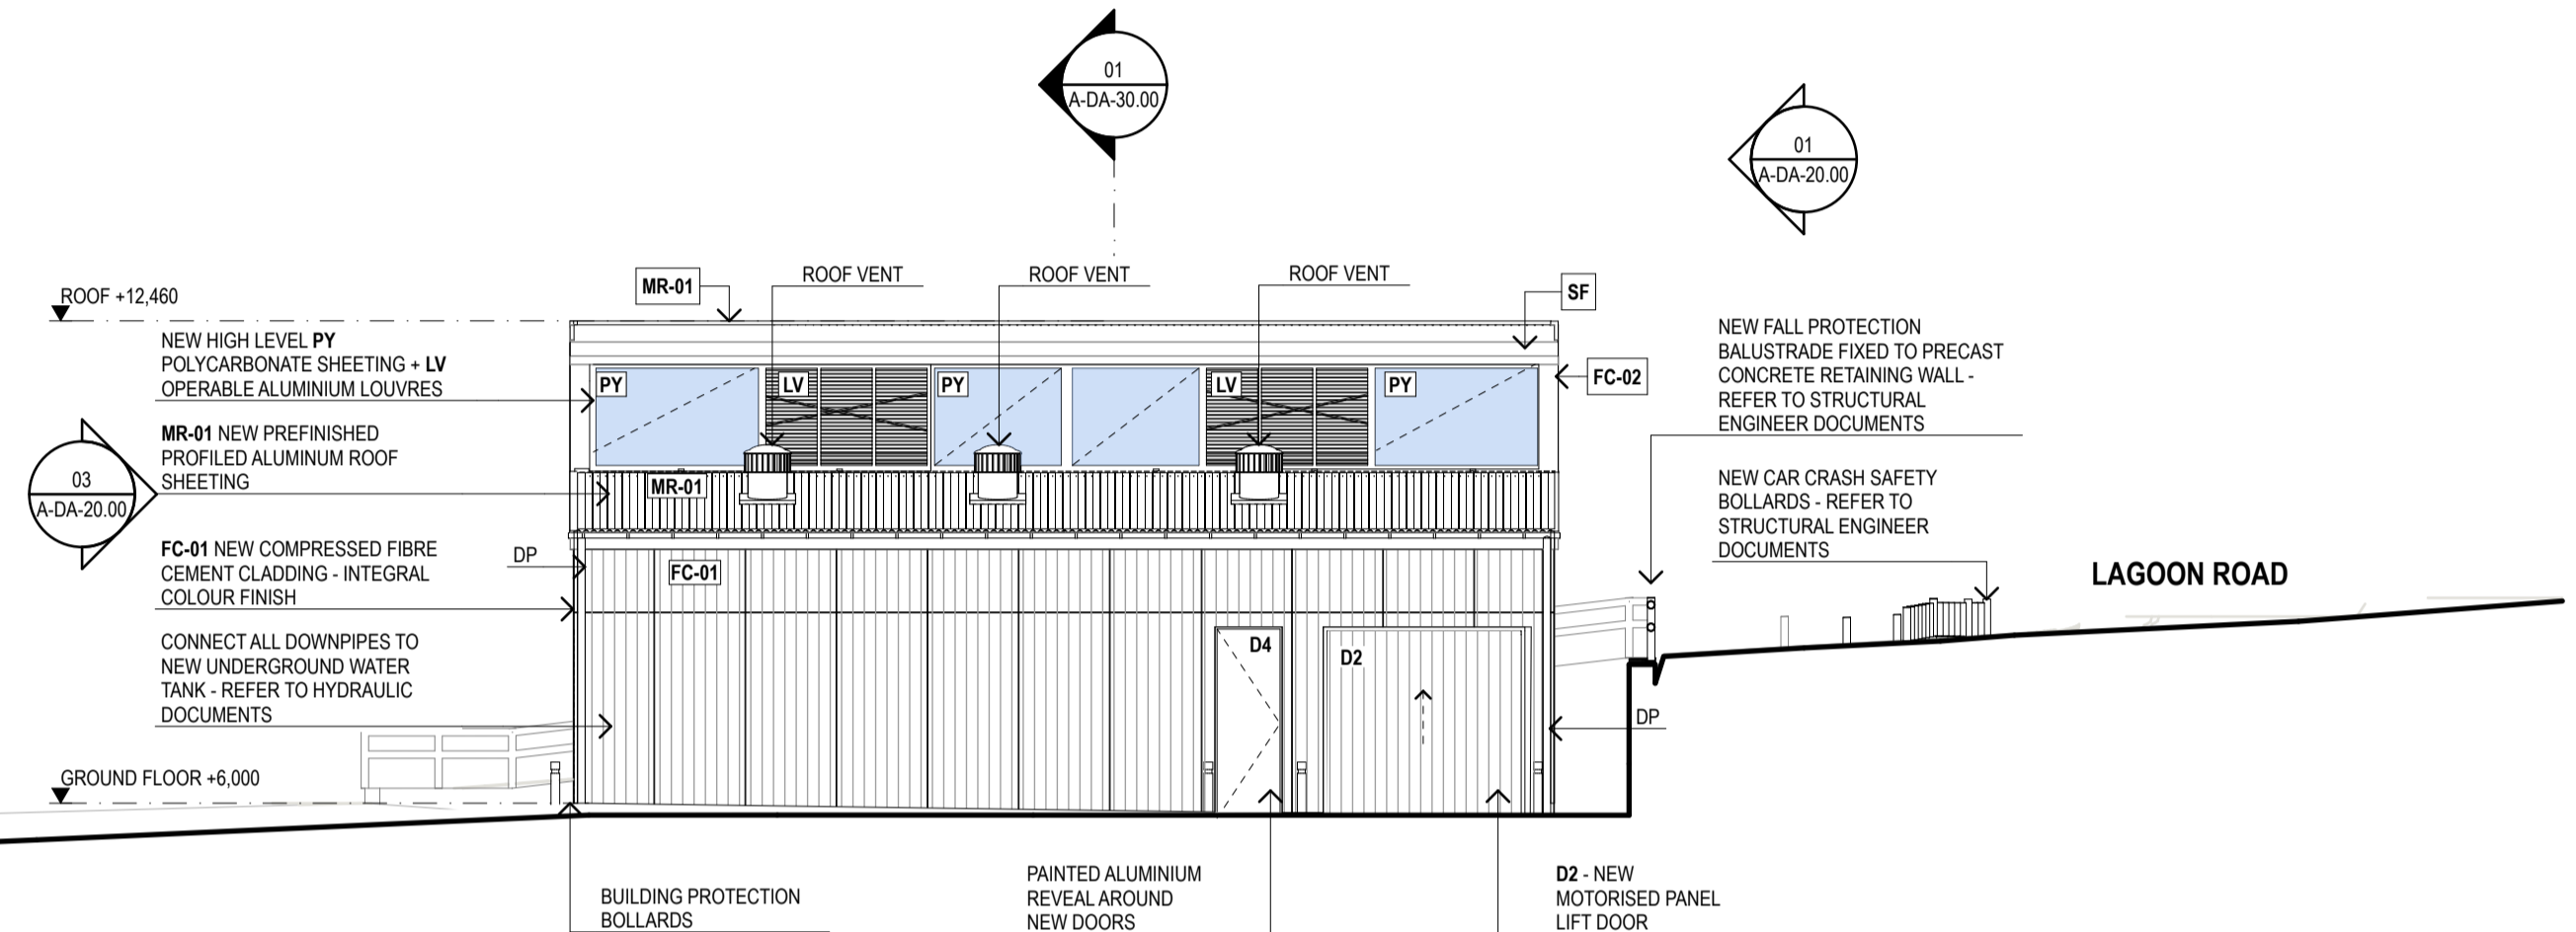 01
A-DA-30.00
01
A-DA-20.00
ROOF VENT
ROOF VENT
ROOF VENT
MR-01
SF
ROOF +12,460
NEW HIGH LEVEL PY
POLYCARBONATE SHEETING + LV
OPERABLE ALUMINIUM LOUVRES
NEW FALL PROTECTION
BALUSTRADE FIXED TO PRECAST
CONCRETE RETAINING WALL -
REFER TO STRUCTURAL
ENGINEER DOCUMENTS
PY
LV
PY
LV
PY
FC-02
MR-01 NEW PREFINISHED
PROFILED ALUMINUM ROOF
SHEETING
03
A-DA-20.00
MR-01
NEW CAR CRASH SAFETY
BOLLARDS - REFER TO
STRUCTURAL ENGINEER
DOCUMENTS
FC-01 NEW COMPRESSED FIBRE
CEMENT CLADDING - INTEGRAL
COLOUR FINISH
DP
FC-01
LAGOON ROAD
CONNECT ALL DOWNPIPES TO
NEW UNDERGROUND WATER
TANK - REFER TO HYDRAULIC
DOCUMENTS
D4
D2
DP
GROUND FLOOR +6,000
BUILDING PROTECTION
BOLLARDS
PAINTED ALUMINIUM
REVEAL AROUND
NEW DOORS
D2 - NEW
MOTORISED PANEL
LIFT DOOR